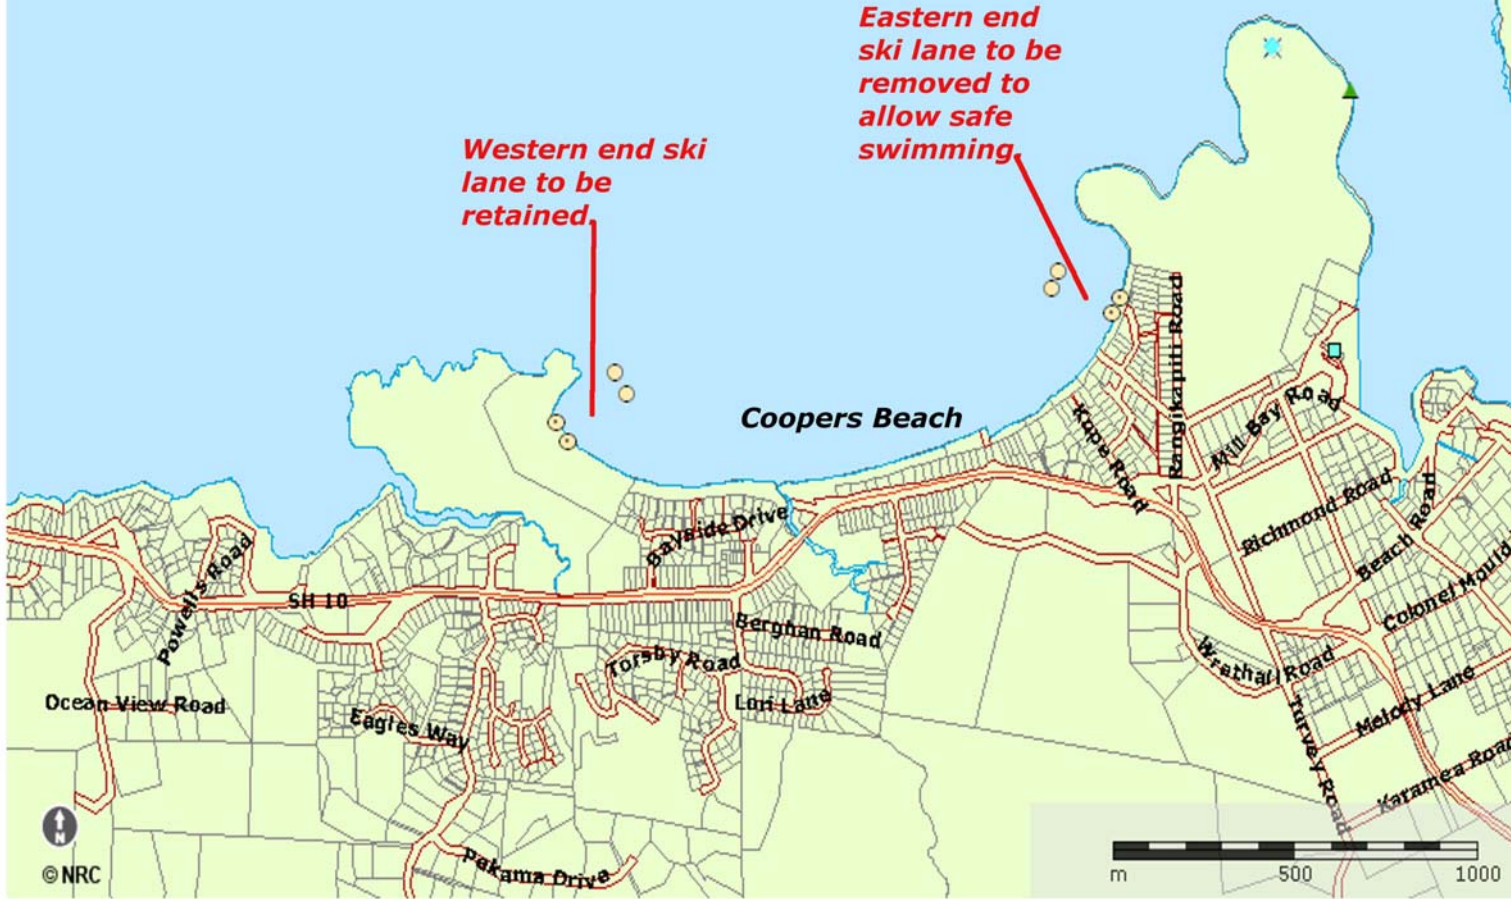 Eastern end
ski lane to be
removed to
allow safe
swimming.
Western end ski
lane to be
retained.
Coopers Beach
Rangikapiti Road
Kupe Road
Mill Bay Road
Richmond Road
Beach Road
Colonel Mould
Bayside Drive
Powells Road
SH 10
Berghan Road
Torsby Road
Lori Lane
Wrathall Road
Ocean View Road
Eagles Way
Turvey Road
Melody Lane
Karamea Road
Pekama Drive
N
©NRC
m 500 1000